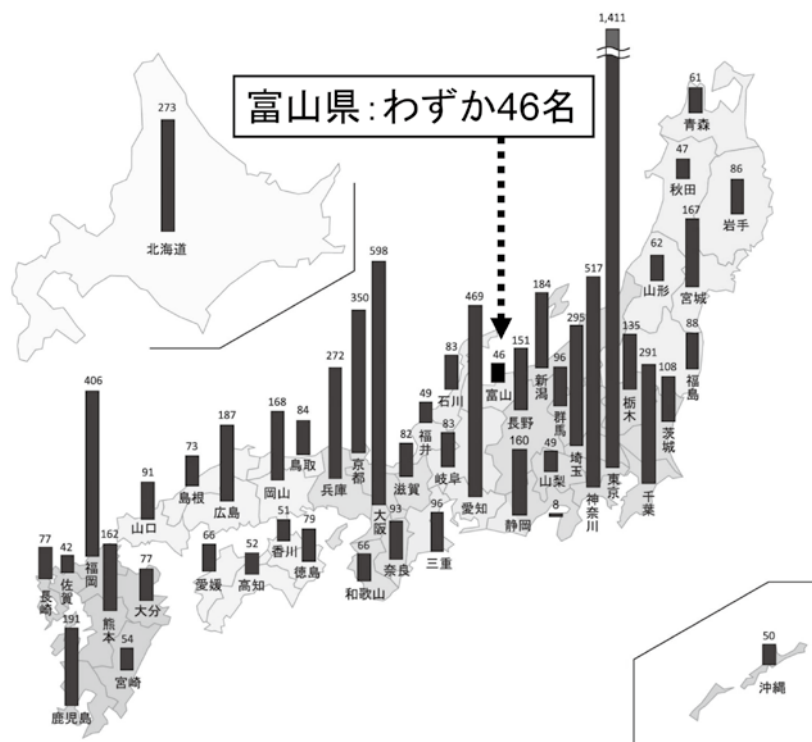 1,411
富山県：わずか46名
273
北海道
61
青森
47
秋田
86
岩手
167
宮城
62
山形
88
福島
598
大阪
350
京都
469
愛知
517
神奈川
東京
184
新潟
295
埼玉
135
栃木
291
千葉
108
茨城
96
群馬
151
長野
46
富山
83
石川
49
福井
83
岐阜
160
静岡
49
山梨
8
272
兵庫
82
滋賀
93
奈良
96
三重
66
和歌山
84
鳥取
168
岡山
187
広島
73
島根
91
山口
51
香川
79
徳島
52
高知
66
愛媛
406
福岡
42
佐賀
77
長崎
162
熊本
77
大分
54
宮崎
191
鹿児島
50
沖縄